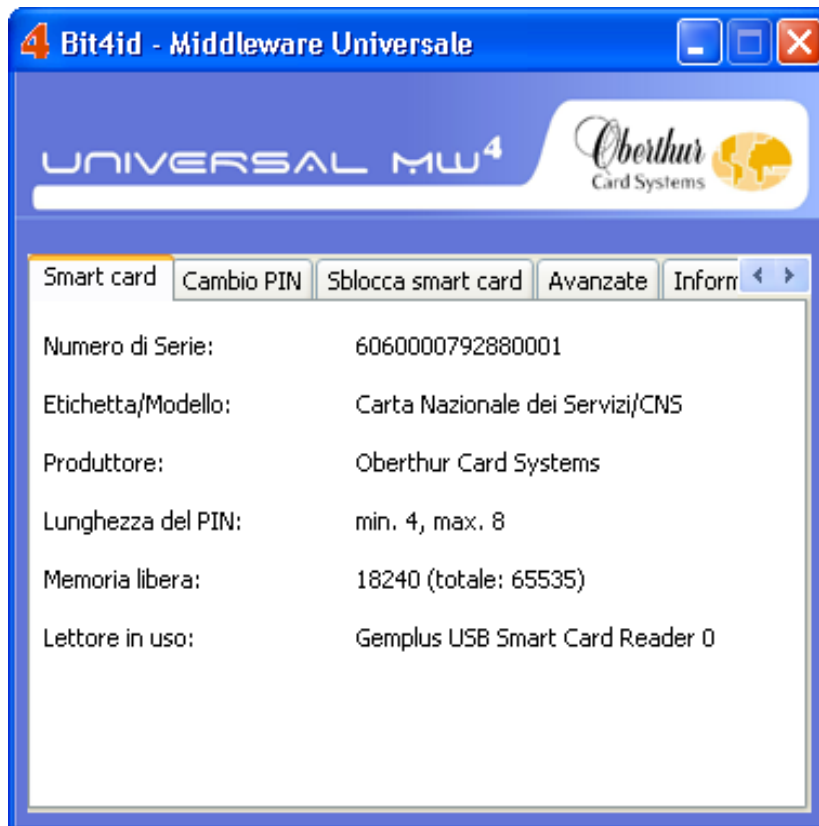 4 Bit4id - Middleware Universale
UNIVERSAL MW4
Oberthur
Card Systems
Smart card Cambio PIN Sblocca smart card Avanzate Inform
Numero di Serie: 6060000792880001
Etichetta/Modello: Carta Nazionale dei Servizi/CNS
Produttore: Oberthur Card Systems
Lunghezza del PIN: min. 4, max. 8
Memoria libera: 18240 (totale: 65535)
Lettore in uso: Gemplus USB Smart Card Reader 0